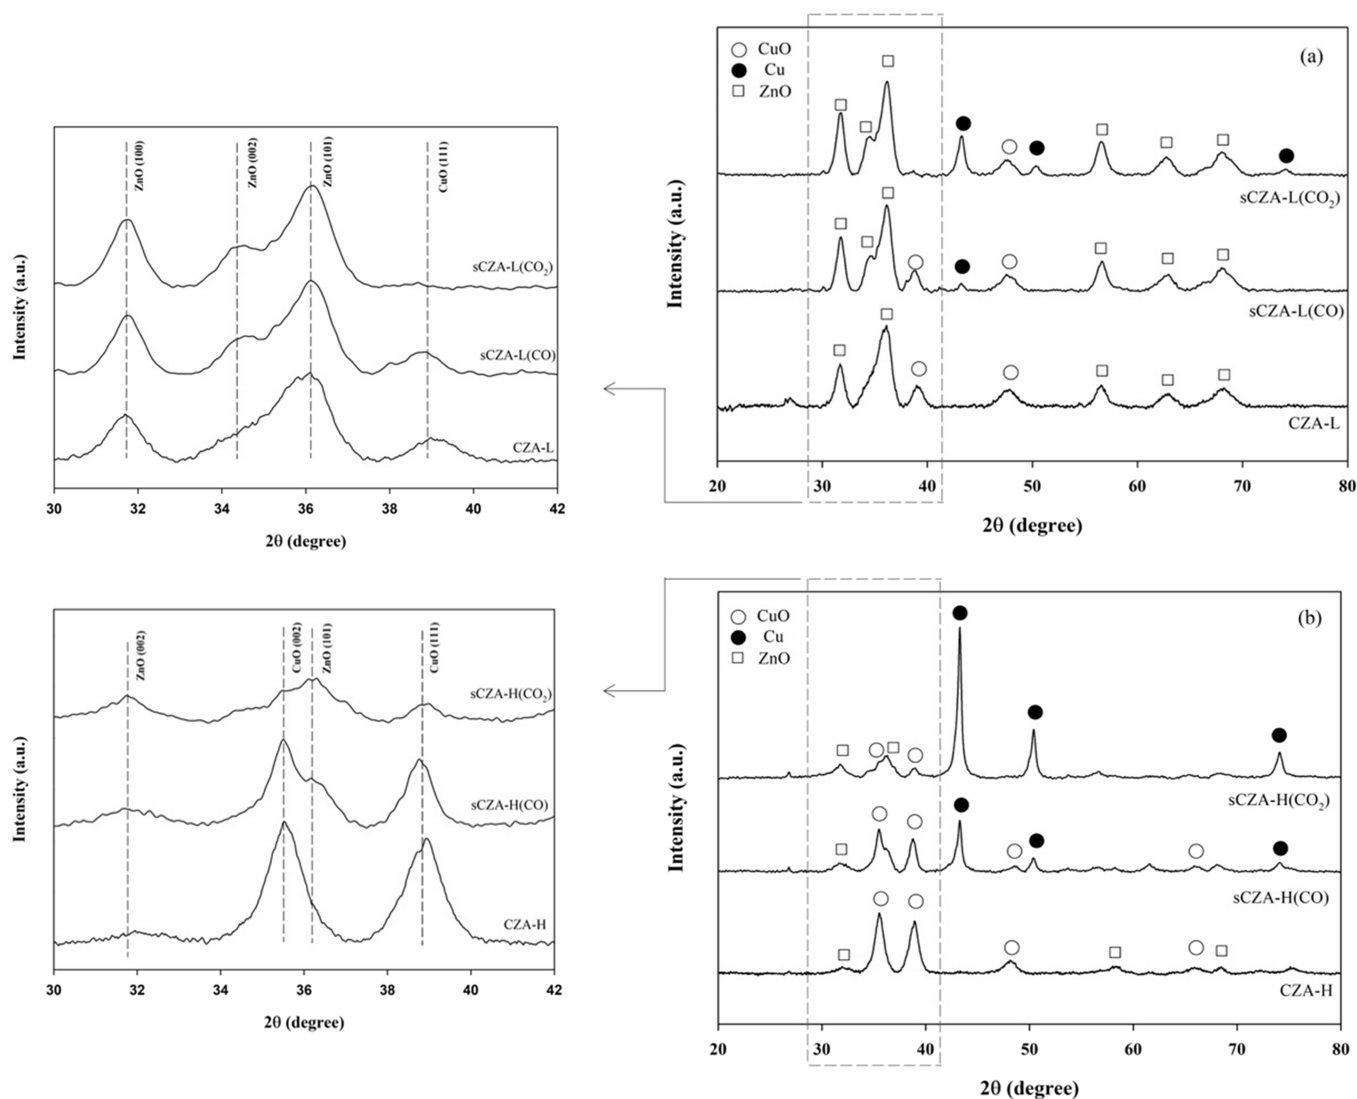 ZnO (100)
ZnO (002)
ZnO (101)
CuO (111)
sCZA-L(CO₂)
sCZA-L(CO)
CZA-L
Intensity (a.u.)
30 32 34 36 38 40 42
2θ (degree)
(a)
CuO
Cu
ZnO
sCZA-L(CO₂)
sCZA-L(CO)
CZA-L
Intensity (a.u.)
20 30 40 50 60 70 80
2θ (degree)
ZnO (002)
CuO (002)
ZnO (101)
CuO (111)
sCZA-H(CO₂)
sCZA-H(CO)
CZA-H
Intensity (a.u.)
30 32 34 36 38 40 42
2θ (degree)
(b)
CuO
Cu
ZnO
sCZA-H(CO₂)
sCZA-H(CO)
CZA-H
Intensity (a.u.)
20 30 40 50 60 70 80
2θ (degree)